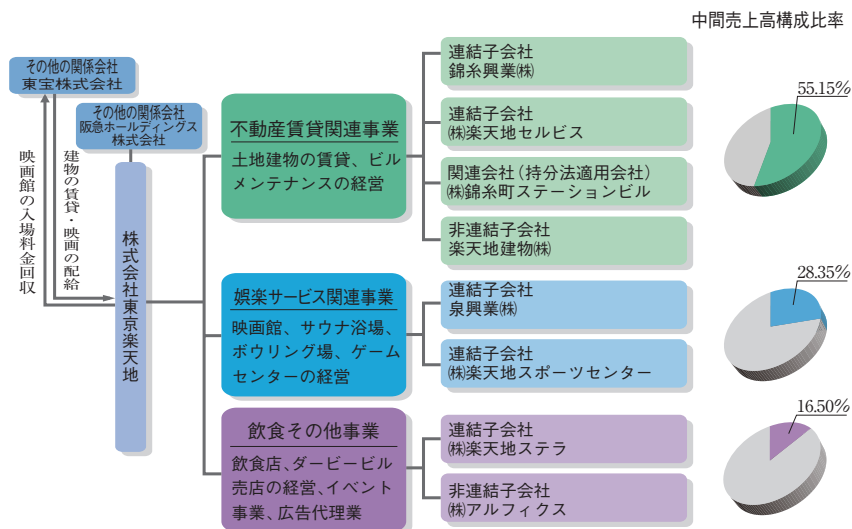 中間売上高構成比率
その他の関係会社
東宝株式会社
その他の関係会社
阪急ホールディングス
株式会社
映画館の入場料金回収
建物の賃貸・映画の配給
株式会社東京楽天地
不動産賃貸関連事業
土地建物の賃貸、ビル
メンテナンスの経営
連結子会社
錦糸興業㈱
連結子会社
㈱楽天地セルビス
関連会社（持分法適用会社）
㈱錦糸町ステーションビル
非連結子会社
楽天地建物㈱
55.15%
娯楽サービス関連事業
映画館、サウナ浴場、
ボウリング場、ゲーム
センターの経営
連結子会社
泉興業㈱
連結子会社
㈱楽天地スポーツセンター
28.35%
飲食その他事業
飲食店、ダービービル
売店の経営、イベント
事業、広告代理業
連結子会社
㈱楽天地ステラ
非連結子会社
㈱アルフィクス
16.50%